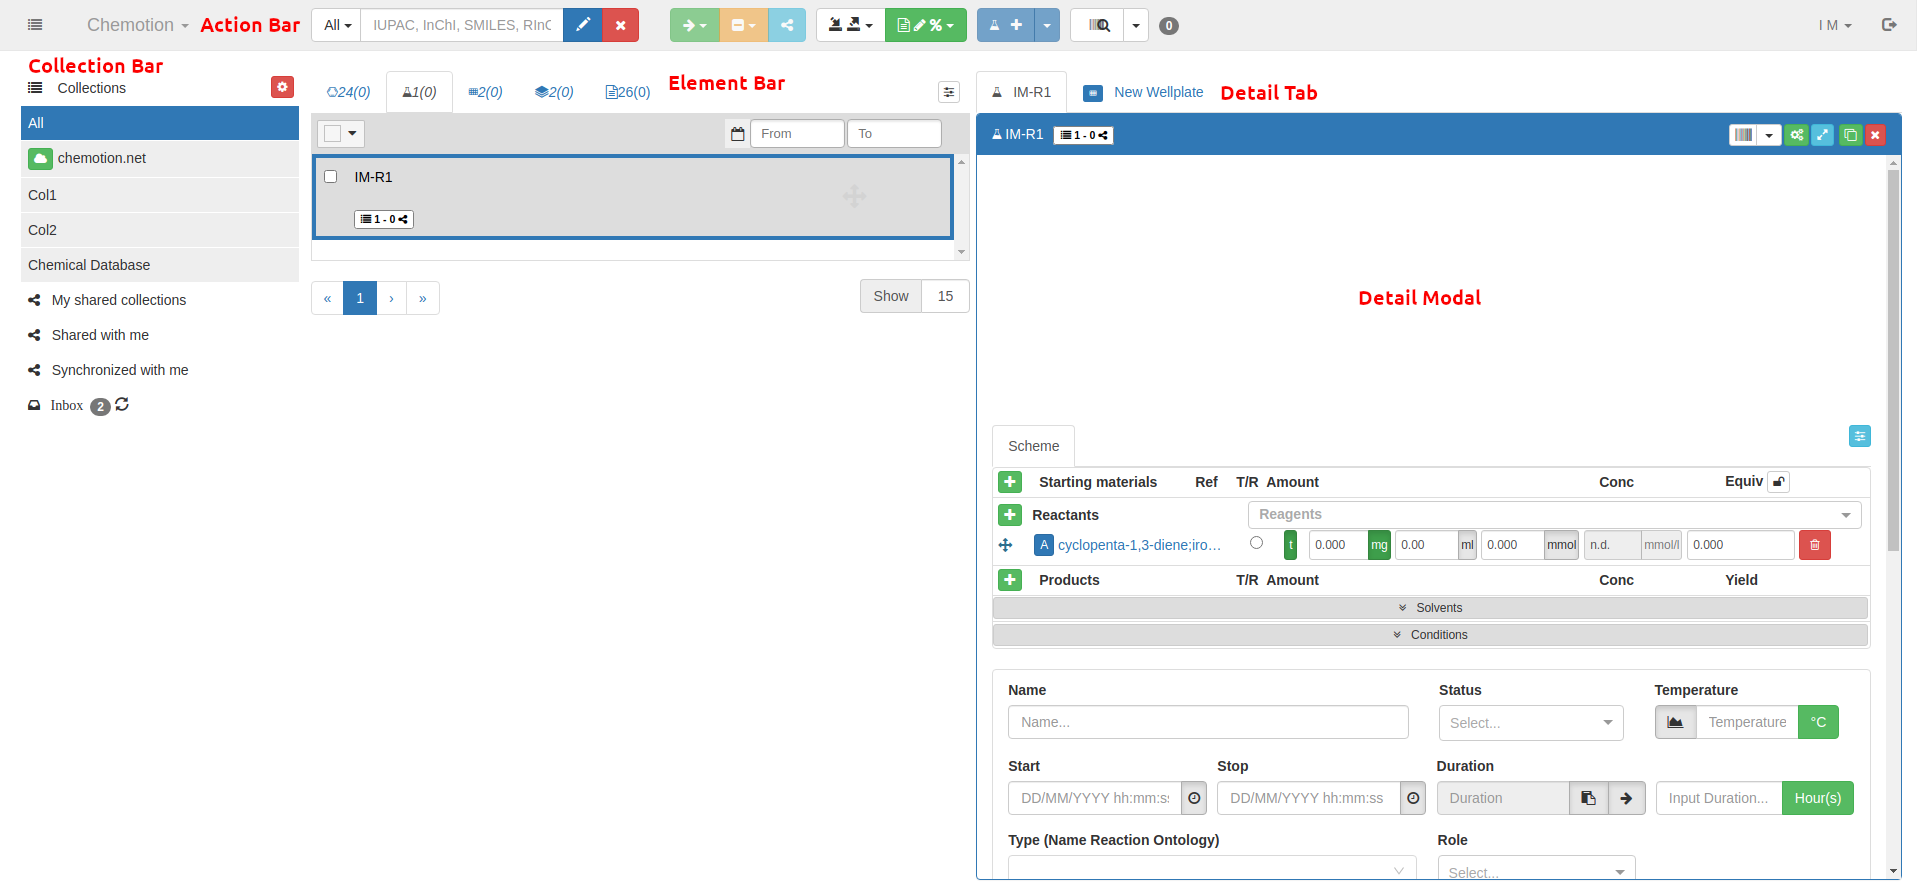 Chemotion Action Bar All IUPAC, InChI, SMILES, RInC % 0 I M
Collection Bar
Collections
All
chemotion.net
Col1
Col2
Chemical Database
My shared collections
Shared with me
Synchronized with me
Inbox 2
24(0) 1(0) 2(0) 2(0) 26(0) Element Bar
From To
IM-R1
1 - 0
« 1 › »
Show 15
IM-R1 New Wellplate Detail Tab
IM-R1 1 - 0
Detail Modal
Scheme
Starting materials Ref T/R Amount Conc Equiv
Reactants Reagents
A cyclopenta-1,3-diene;iro... t 0.000 mg 0.00 ml 0.000 mmol n.d. mmol/l 0.000
Products T/R Amount Conc Yield
Solvents
Conditions
Name Status Temperature
Name... Select... Temperature °C
Start Stop Duration
DD/MM/YYYY hh:mm:ss DD/MM/YYYY hh:mm:ss Duration Input Duration... Hour(s)
Type (Name Reaction Ontology) Role
Select...